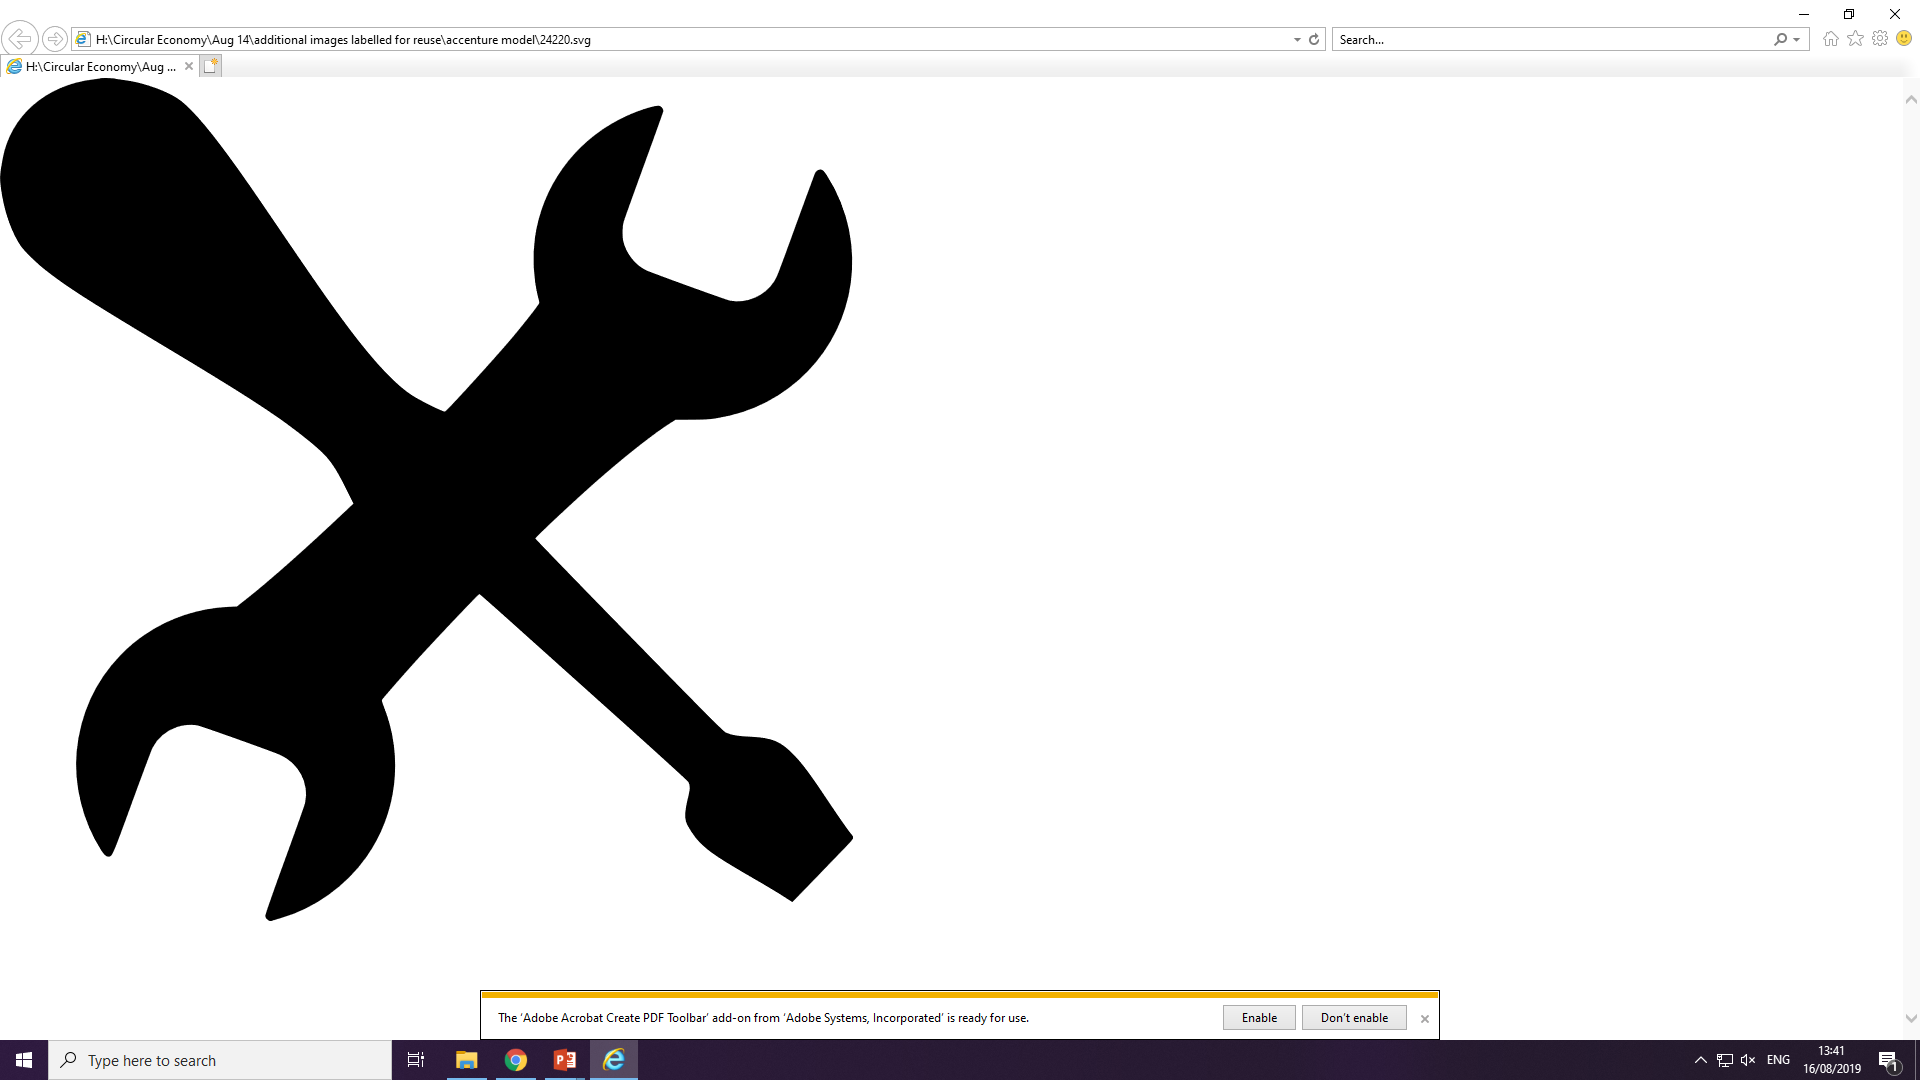 H:\Circular Economy\Aug 14\additional images labelled for reuse\accenture model\24220.svg
Search...
H:\Circular Economy\Aug ...
The ‘Adobe Acrobat Create PDF Toolbar’ add-on from ‘Adobe Systems, Incorporated’ is ready for use.
Enable
Don’t enable
Type here to search
ENG
13:41
16/08/2019
1